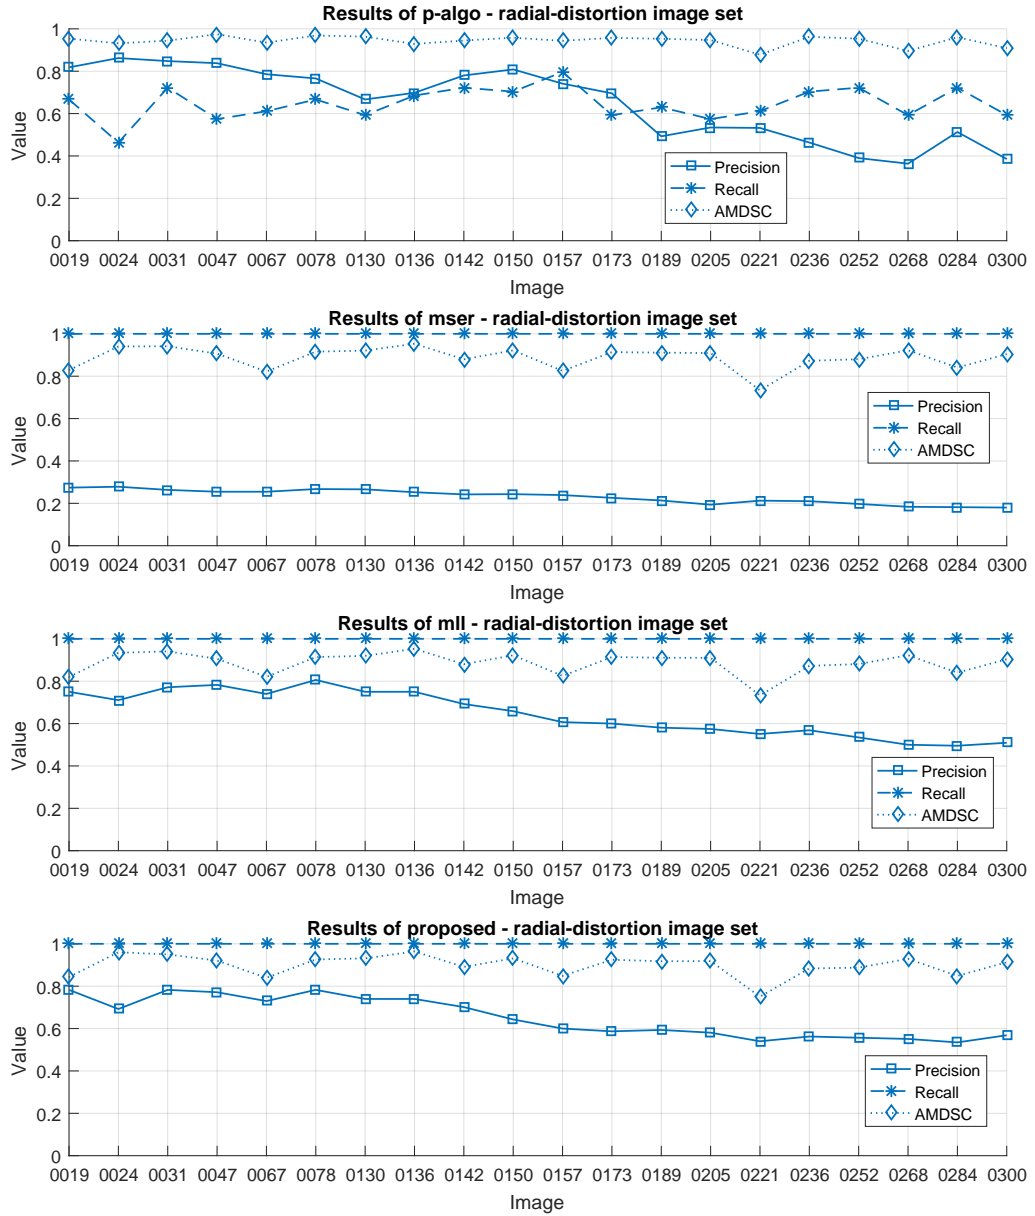 Results of p-algo - radial-distortion image set
1
0.8
0.6
0.4
0.2
0
Value
Precision
Recall
AMDSC
0019 0024 0031 0047 0067 0078 0130 0136 0142 0150 0157 0173 0189 0205 0221 0236 0252 0268 0284 0300
Image
Results of mser - radial-distortion image set
1
0.8
0.6
0.4
0.2
0
Value
Precision
Recall
AMDSC
0019 0024 0031 0047 0067 0078 0130 0136 0142 0150 0157 0173 0189 0205 0221 0236 0252 0268 0284 0300
Image
Results of mll - radial-distortion image set
1
0.8
0.6
0.4
0.2
0
Value
Precision
Recall
AMDSC
0019 0024 0031 0047 0067 0078 0130 0136 0142 0150 0157 0173 0189 0205 0221 0236 0252 0268 0284 0300
Image
Results of proposed - radial-distortion image set
1
0.8
0.6
0.4
0.2
0
Value
Precision
Recall
AMDSC
0019 0024 0031 0047 0067 0078 0130 0136 0142 0150 0157 0173 0189 0205 0221 0236 0252 0268 0284 0300
Image